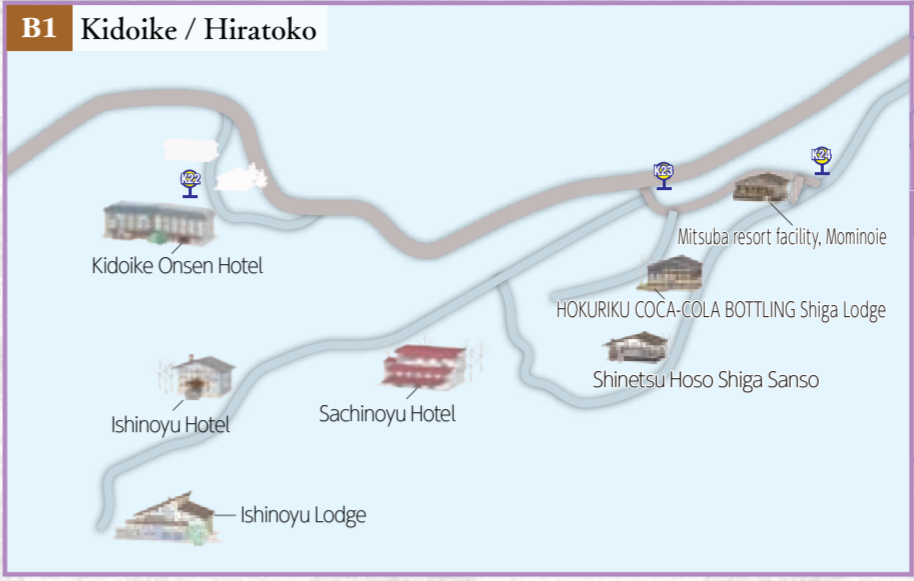 B1 Kidoike / Hiratoko
K24
K23
K22
Mitsuba resort facility, Mominoie
Kidoike Onsen Hotel
HOKURIKU COCA-COLA BOTTLING Shiga Lodge
Shinetsu Hoso Shiga Sanso
Sachinoyu Hotel
Ishinoyu Hotel
Ishinoyu Lodge